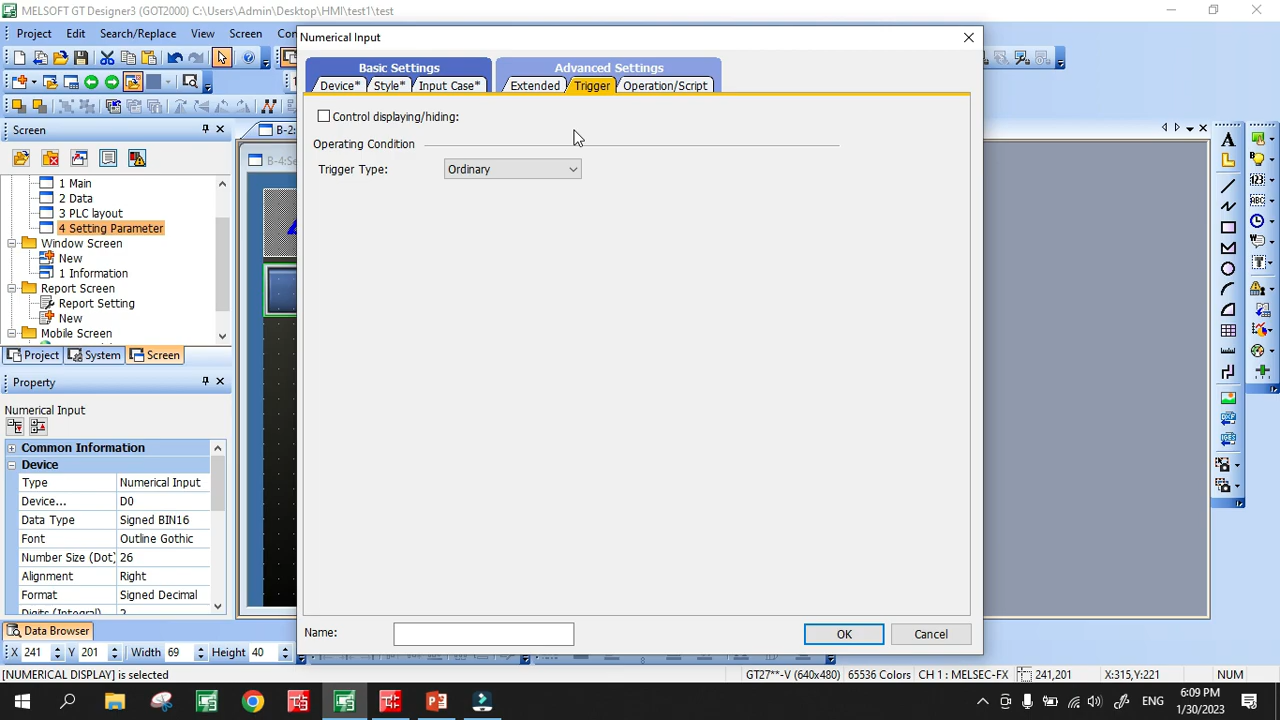 MELSOFT GT Designer3 (GOT2000) C:\Users\Admin\Desktop\HMI\test1\test
Project Edit Search/Replace View Screen
Numerical Input
Basic Settings
Advanced Settings
Device* Style* Input Case* Extended Trigger Operation/Script
Control displaying/hiding:
Operating Condition
Trigger Type: Ordinary
Screen
1 Main
2 Data
3 PLC layout
4 Setting Parameter
Window Screen
New
1 Information
Report Screen
Report Setting
New
Mobile Screen
Project System Screen
Property
Numerical Input
Common Information
Device
Type Numerical Input
Device... D0
Data Type Signed BIN16
Font Outline Gothic
Number Size (Dot) 26
Alignment Right
Format Signed Decimal
Digits (Integral) 2
Data Browser
X 241 Y 201 Width 69 Height 40
Name:
OK Cancel
[NUMERICAL DISPLAY] is selected
GT27**-V (640x480) 65536 Colors CH 1 : MELSEC-FX 241,201 X:315,Y:221 NUM
ENG
6:09 PM
1/30/2023